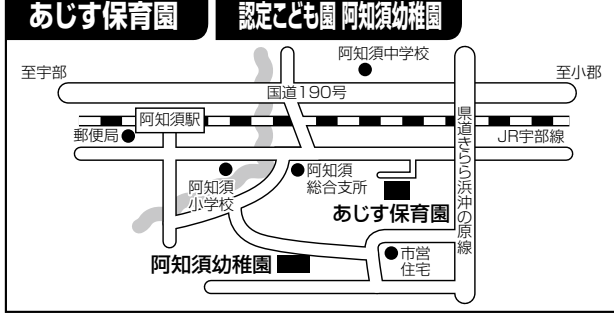 あじす保育園
認定こども園 阿知須幼稚園
阿知須中学校
至宇部
至小郡
国道190号
阿知須駅
郵便局
JR宇部線
県道きらら浜沖の原線
阿知須
小学校
阿知須
総合支所
あじす保育園
阿知須幼稚園
市営
住宅